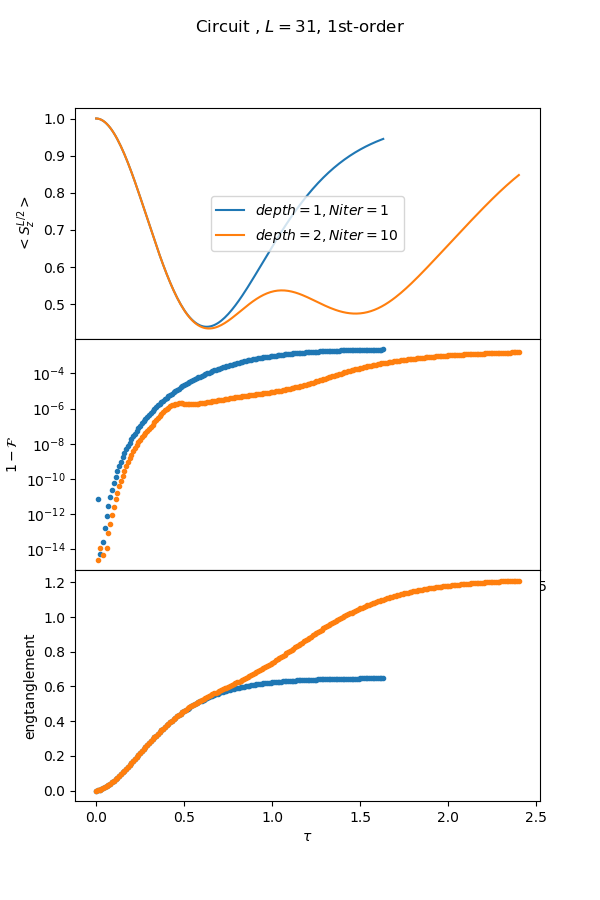 Circuit , L = 31, 1st-order
< S_z^{L/2} >
1.0
0.9
0.8
0.7
0.6
0.5
depth = 1, Niter = 1
depth = 2, Niter = 10
1 − F
10^{−4}
10^{−6}
10^{−8}
10^{−10}
10^{−12}
10^{−14}
5
engtanglement
1.2
1.0
0.8
0.6
0.4
0.2
0.0
0.0 0.5 1.0 1.5 2.0 2.5
τ